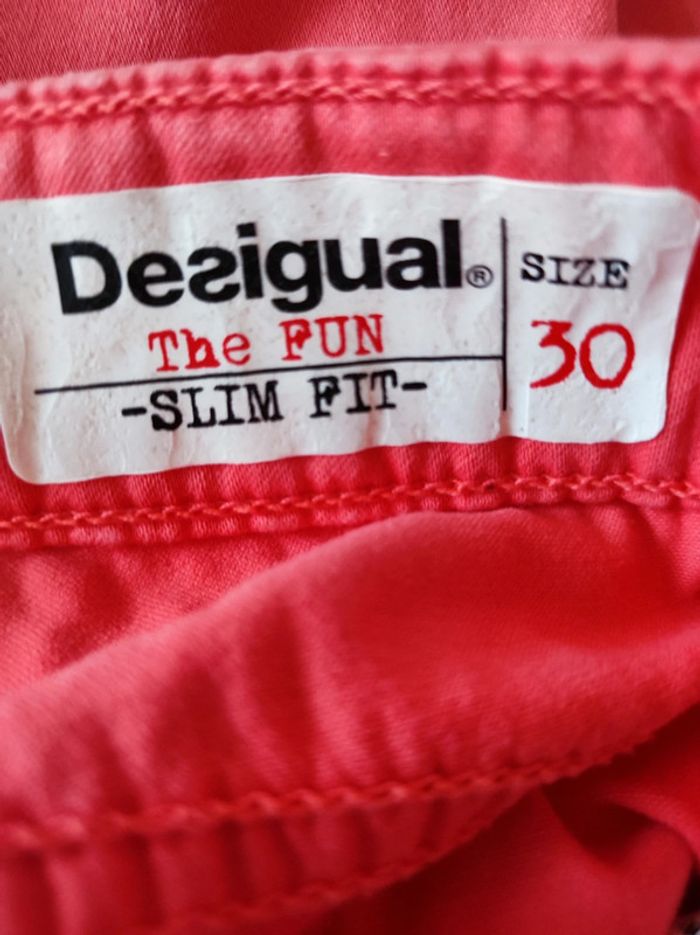 Desigual®
The FUN
-SLIM FIT-
SIZE
30